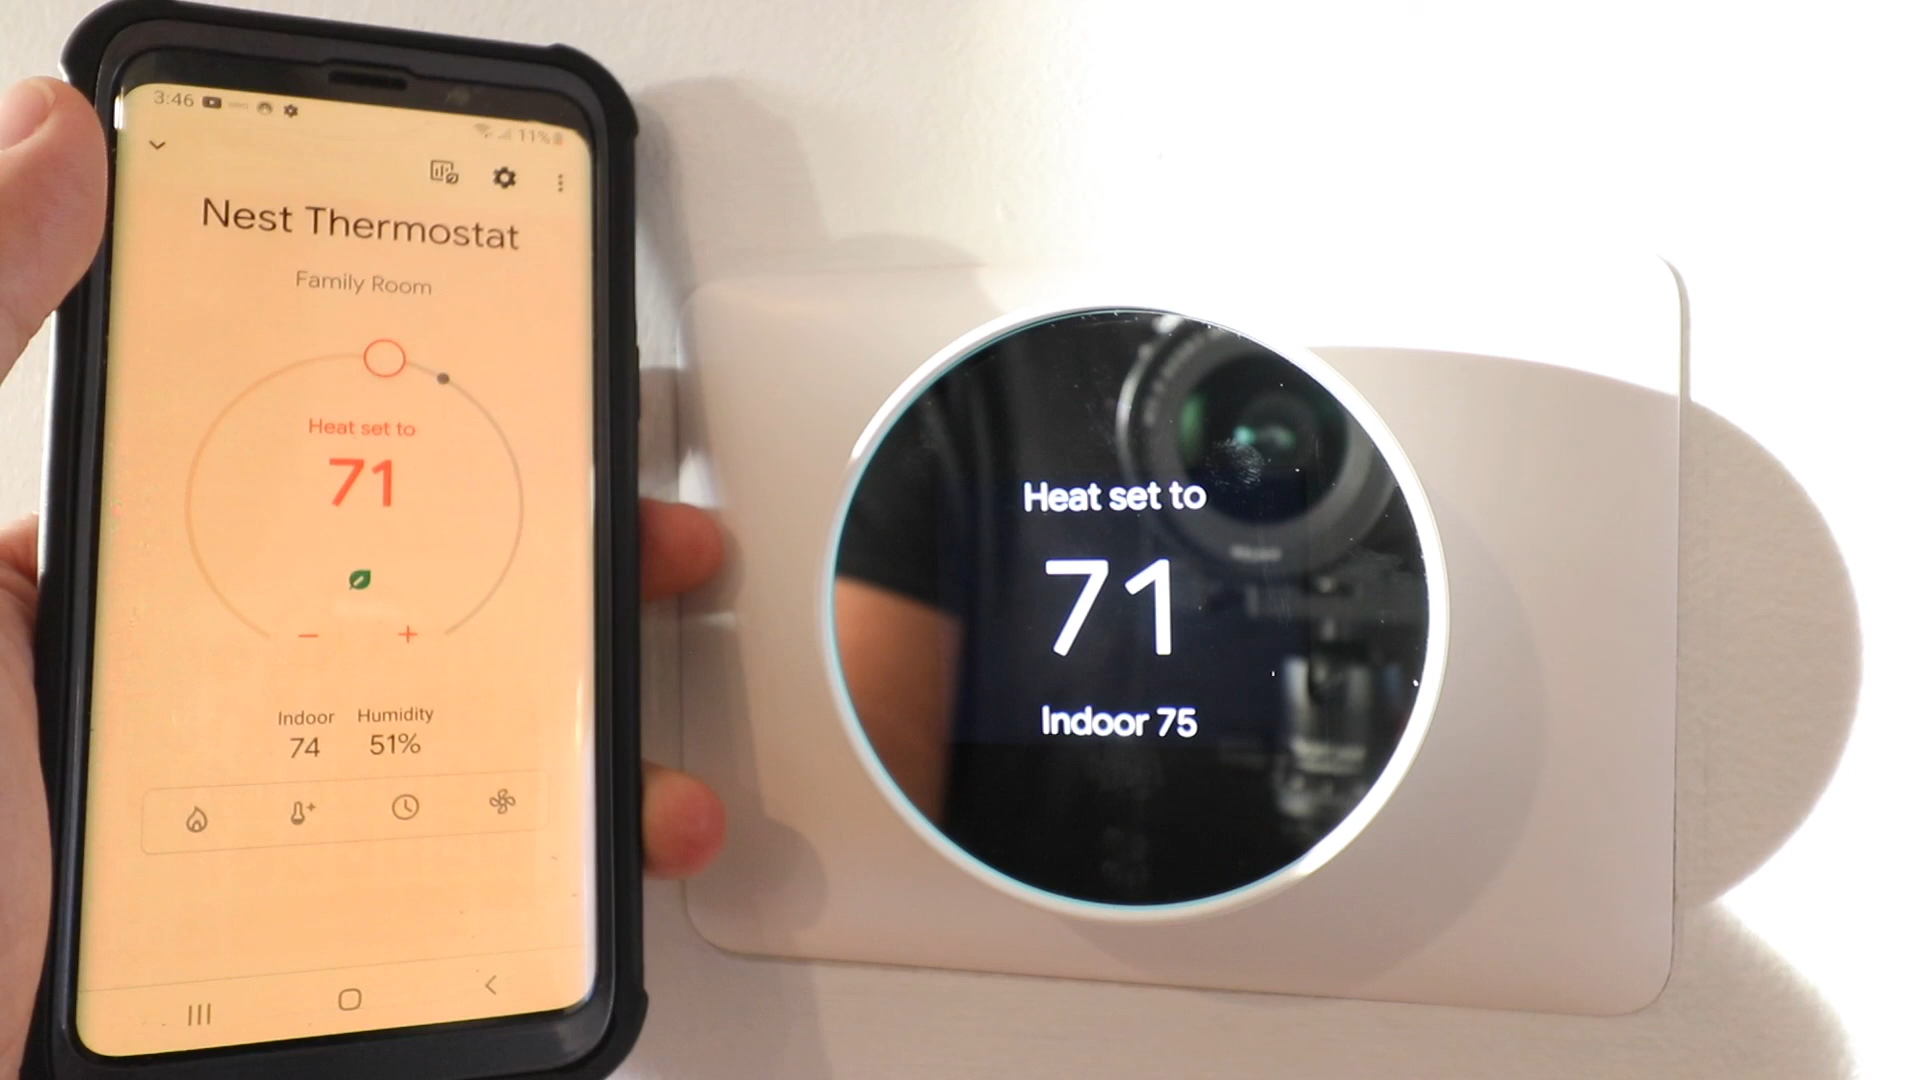 3:46
11%
Nest Thermostat
Family Room
Heat set to
71
− +
Indoor Humidity
74 51%
Heat set to
71
Indoor 75